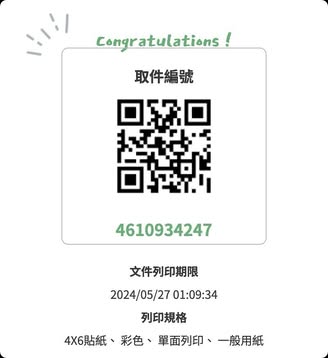 Congratulations!
取件編號
4610934247
文件列印期限
2024/05/27 01:09:34
列印規格
4X6貼紙、彩色、單面列印、一般用紙